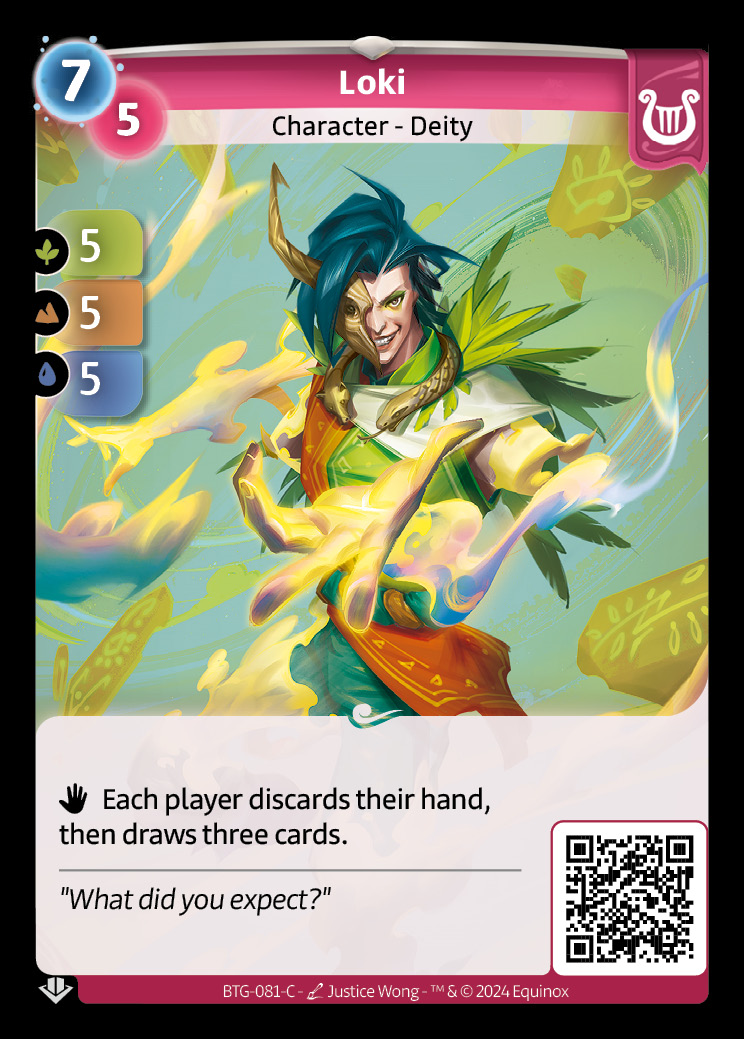 7
Loki
5
Character - Deity
5
5
5
Each player discards their hand,
then draws three cards.
"What did you expect?"
BTG-081-C - Justice Wong - ™ & © 2024 Equinox